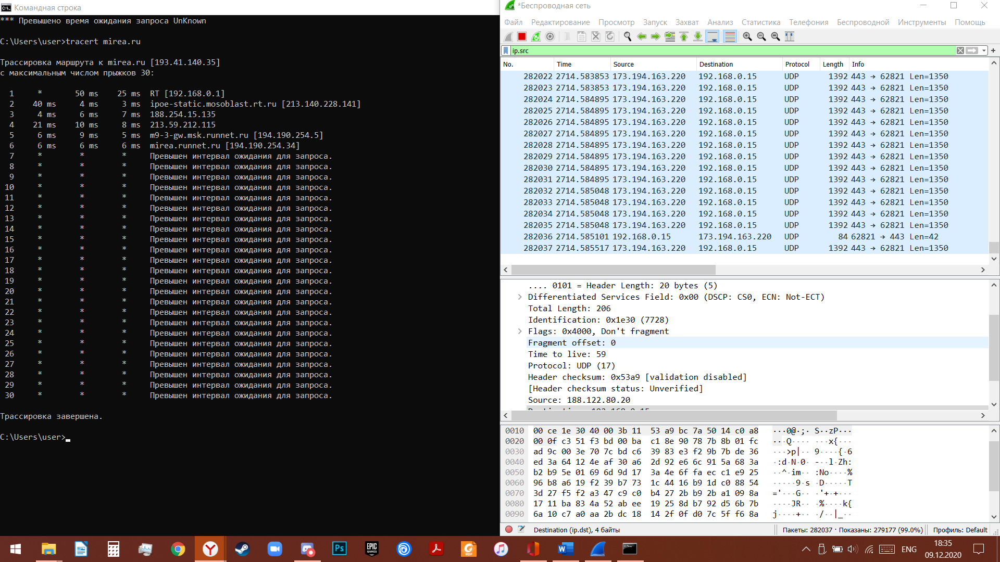 Командная строка
*** Превышено время ожидания запроса UnKnown
C:\Users\user>tracert mirea.ru
Трассировка маршрута к mirea.ru [193.41.140.35]
с максимальным числом прыжков 30:
1 * 50 ms 25 ms RT [192.168.0.1]
2 40 ms 4 ms 3 ms ipoe-static.mosoblast.rt.ru [213.140.228.141]
3 4 ms 6 ms 7 ms 188.254.15.135
4 21 ms 10 ms 8 ms 213.59.212.115
5 6 ms 9 ms 5 ms m9-3-gw.msk.runnet.ru [194.190.254.5]
6 6 ms 6 ms 6 ms mirea.runnet.ru [194.190.254.34]
7 * * * Превышен интервал ожидания для запроса.
8 * * * Превышен интервал ожидания для запроса.
9 * * * Превышен интервал ожидания для запроса.
10 * * * Превышен интервал ожидания для запроса.
11 * * * Превышен интервал ожидания для запроса.
12 * * * Превышен интервал ожидания для запроса.
13 * * * Превышен интервал ожидания для запроса.
14 * * * Превышен интервал ожидания для запроса.
15 * * * Превышен интервал ожидания для запроса.
16 * * * Превышен интервал ожидания для запроса.
17 * * * Превышен интервал ожидания для запроса.
18 * * * Превышен интервал ожидания для запроса.
19 * * * Превышен интервал ожидания для запроса.
20 * * * Превышен интервал ожидания для запроса.
21 * * * Превышен интервал ожидания для запроса.
22 * * * Превышен интервал ожидания для запроса.
23 * * * Превышен интервал ожидания для запроса.
24 * * * Превышен интервал ожидания для запроса.
25 * * * Превышен интервал ожидания для запроса.
26 * * * Превышен интервал ожидания для запроса.
27 * * * Превышен интервал ожидания для запроса.
28 * * * Превышен интервал ожидания для запроса.
29 * * * Превышен интервал ожидания для запроса.
30 * * * Превышен интервал ожидания для запроса.
Трассировка завершена.
C:\Users\user>
*Беспроводная сеть
Файл Редактирование Просмотр Запуск Захват Анализ Статистика Телефония Беспроводной Инструменты Помощь
ip.src
No. Time Source Destination Protocol Length Info
282022 2714.583853 173.194.163.220 192.168.0.15 UDP 1392 443 → 62821 Len=1350
282023 2714.583853 173.194.163.220 192.168.0.15 UDP 1392 443 → 62821 Len=1350
282024 2714.584895 173.194.163.220 192.168.0.15 UDP 1392 443 → 62821 Len=1350
282025 2714.584895 173.194.163.220 192.168.0.15 UDP 1392 443 → 62821 Len=1350
282026 2714.584895 173.194.163.220 192.168.0.15 UDP 1392 443 → 62821 Len=1350
282027 2714.584895 173.194.163.220 192.168.0.15 UDP 1392 443 → 62821 Len=1350
282028 2714.584895 173.194.163.220 192.168.0.15 UDP 1392 443 → 62821 Len=1350
282029 2714.584895 173.194.163.220 192.168.0.15 UDP 1392 443 → 62821 Len=1350
282030 2714.584895 173.194.163.220 192.168.0.15 UDP 1392 443 → 62821 Len=1350
282031 2714.584895 173.194.163.220 192.168.0.15 UDP 1392 443 → 62821 Len=1350
282032 2714.585048 173.194.163.220 192.168.0.15 UDP 1392 443 → 62821 Len=1350
282033 2714.585048 173.194.163.220 192.168.0.15 UDP 1392 443 → 62821 Len=1350
282034 2714.585048 173.194.163.220 192.168.0.15 UDP 1392 443 → 62821 Len=1350
282035 2714.585048 173.194.163.220 192.168.0.15 UDP 1392 443 → 62821 Len=1350
282036 2714.585101 192.168.0.15 173.194.163.220 UDP 84 62821 → 443 Len=42
282037 2714.585517 173.194.163.220 192.168.0.15 UDP 1392 443 → 62821 Len=1350
.... 0101 = Header Length: 20 bytes (5)
Differentiated Services Field: 0x00 (DSCP: CS0, ECN: Not-ECT)
Total Length: 206
Identification: 0x1e30 (7728)
Flags: 0x4000, Don't fragment
Fragment offset: 0
Time to live: 59
Protocol: UDP (17)
Header checksum: 0x53a9 [validation disabled]
[Header checksum status: Unverified]
Source: 188.122.80.20
0010 00 ce 1e 30 40 00 3b 11 53 a9 bc 7a 50 14 c0 a8 ···0@·;· S··zP···
0020 00 0f c3 51 f3 bd 00 ba c1 8e 90 78 7b 8b 01 fc ···Q···· ···x{···
0030 ad 9c 00 3e 70 7c bd c6 39 83 e3 f2 9b 7b de 36 ···>p|·· 9····{·6
0040 ed 3a 64 12 4e af 30 a6 2d 92 e6 6c 91 5a 68 3a ·:d·N·0· -··l·Zh:
0050 b2 b9 5e 01 69 6d 9d 17 3a 4e 6f fa ec c1 e9 25 ··^·im·· :No····%
0060 96 b8 a6 19 f2 39 b7 73 1c 44 16 b9 1d c0 88 54 ·····9·s ·D·····T
0070 3d 27 f5 f2 a3 47 c9 c0 b4 27 2b b9 2b a1 09 8a ='···G·· ·'+·+···
0080 17 11 ba 83 4a 52 ab ee 19 25 8d b7 92 d5 6b 7b ····JR·· ·%····k{
0090 6a 10 c7 a0 aa 2b dc 18 14 2f 0f d0 7c 5f f6 8a j····+·· ·/··|_··
Destination (ip.dst), 4 байты
Пакеты: 282037 · Показаны: 279177 (99.0%)
Профиль: Default
Ps
EPIC GAMES
PDF
W
ENG
18:35
09.12.2020